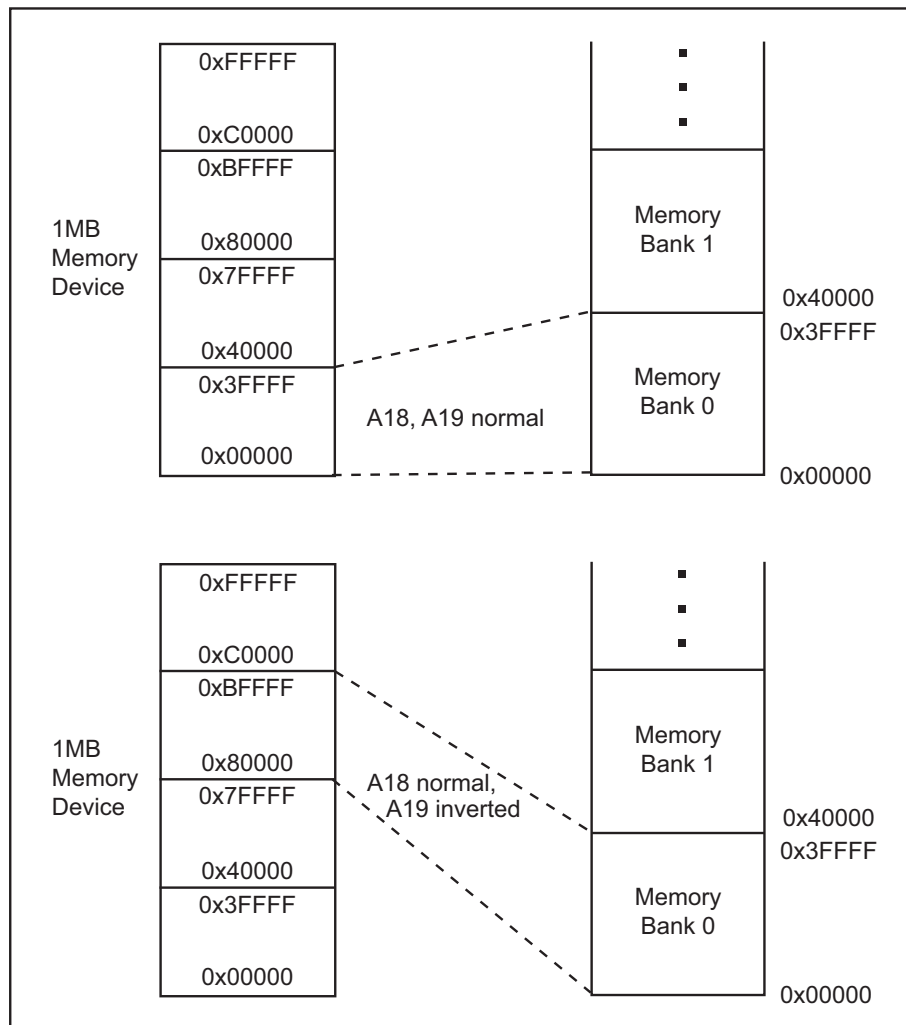 0xFFFFF
0xC0000
0xBFFFF
0x80000
0x7FFFF
0x40000
0x3FFFF
0x00000
1MB
Memory
Device
A18, A19 normal
Memory
Bank 1
Memory
Bank 0
0x40000
0x3FFFF
0x00000
0xFFFFF
0xC0000
0xBFFFF
0x80000
0x7FFFF
0x40000
0x3FFFF
0x00000
1MB
Memory
Device
A18 normal,
A19 inverted
Memory
Bank 1
Memory
Bank 0
0x40000
0x3FFFF
0x00000